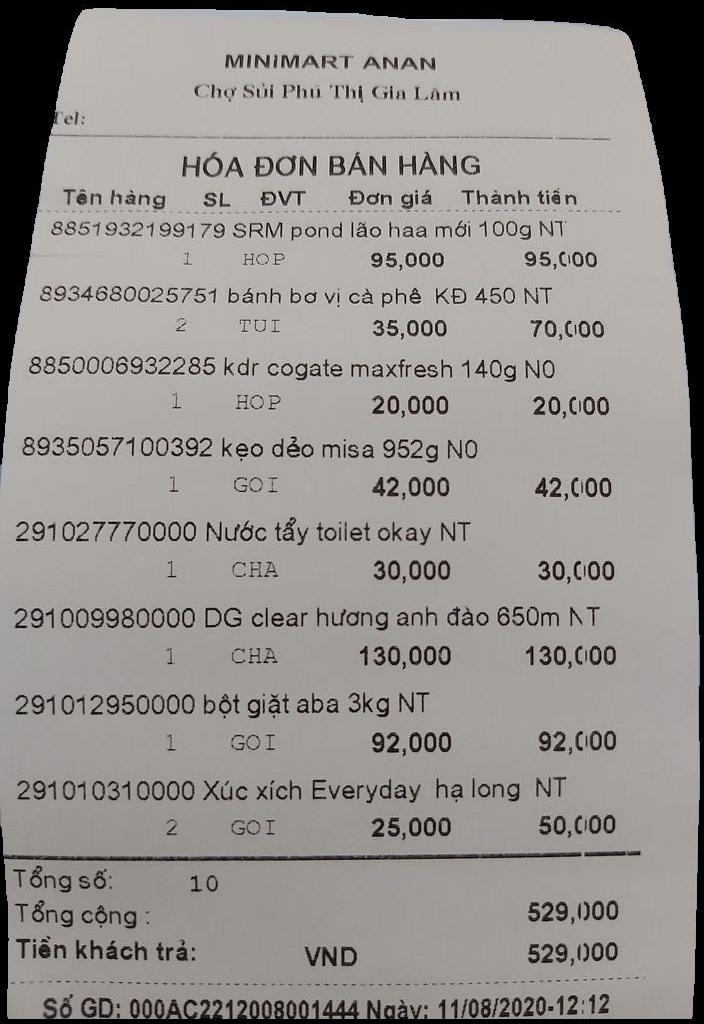 MINIMART ANAN
Chợ Sủi Phú Thị Gia Lâm
Tel:
HÓA ĐƠN BÁN HÀNG
Tên hàng SL ĐVT Đơn giá Thành tiền
8851932199179 SRM pond lão haa mới 100g NT
1 HOP 95,000 95,000
8934680025751 bánh bơ vị cà phê KĐ 450 NT
2 TUI 35,000 70,000
8850006932285 kdr cogate maxfresh 140g N0
1 HOP 20,000 20,000
8935057100392 kẹo dẻo misa 952g N0
1 GOI 42,000 42,000
291027770000 Nước tẩy toilet okay NT
1 CHA 30,000 30,000
291009980000 DG clear hương anh đào 650m NT
1 CHA 130,000 130,000
291012950000 bột giặt aba 3kg NT
1 GOI 92,000 92,000
291010310000 Xúc xích Everyday hạ long NT
2 GOI 25,000 50,000
Tổng số: 10
Tổng cộng : 529,000
Tiền khách trả: VND 529,000
Số GD: 000AC2212008001444 Ngày: 11/08/2020-12:12